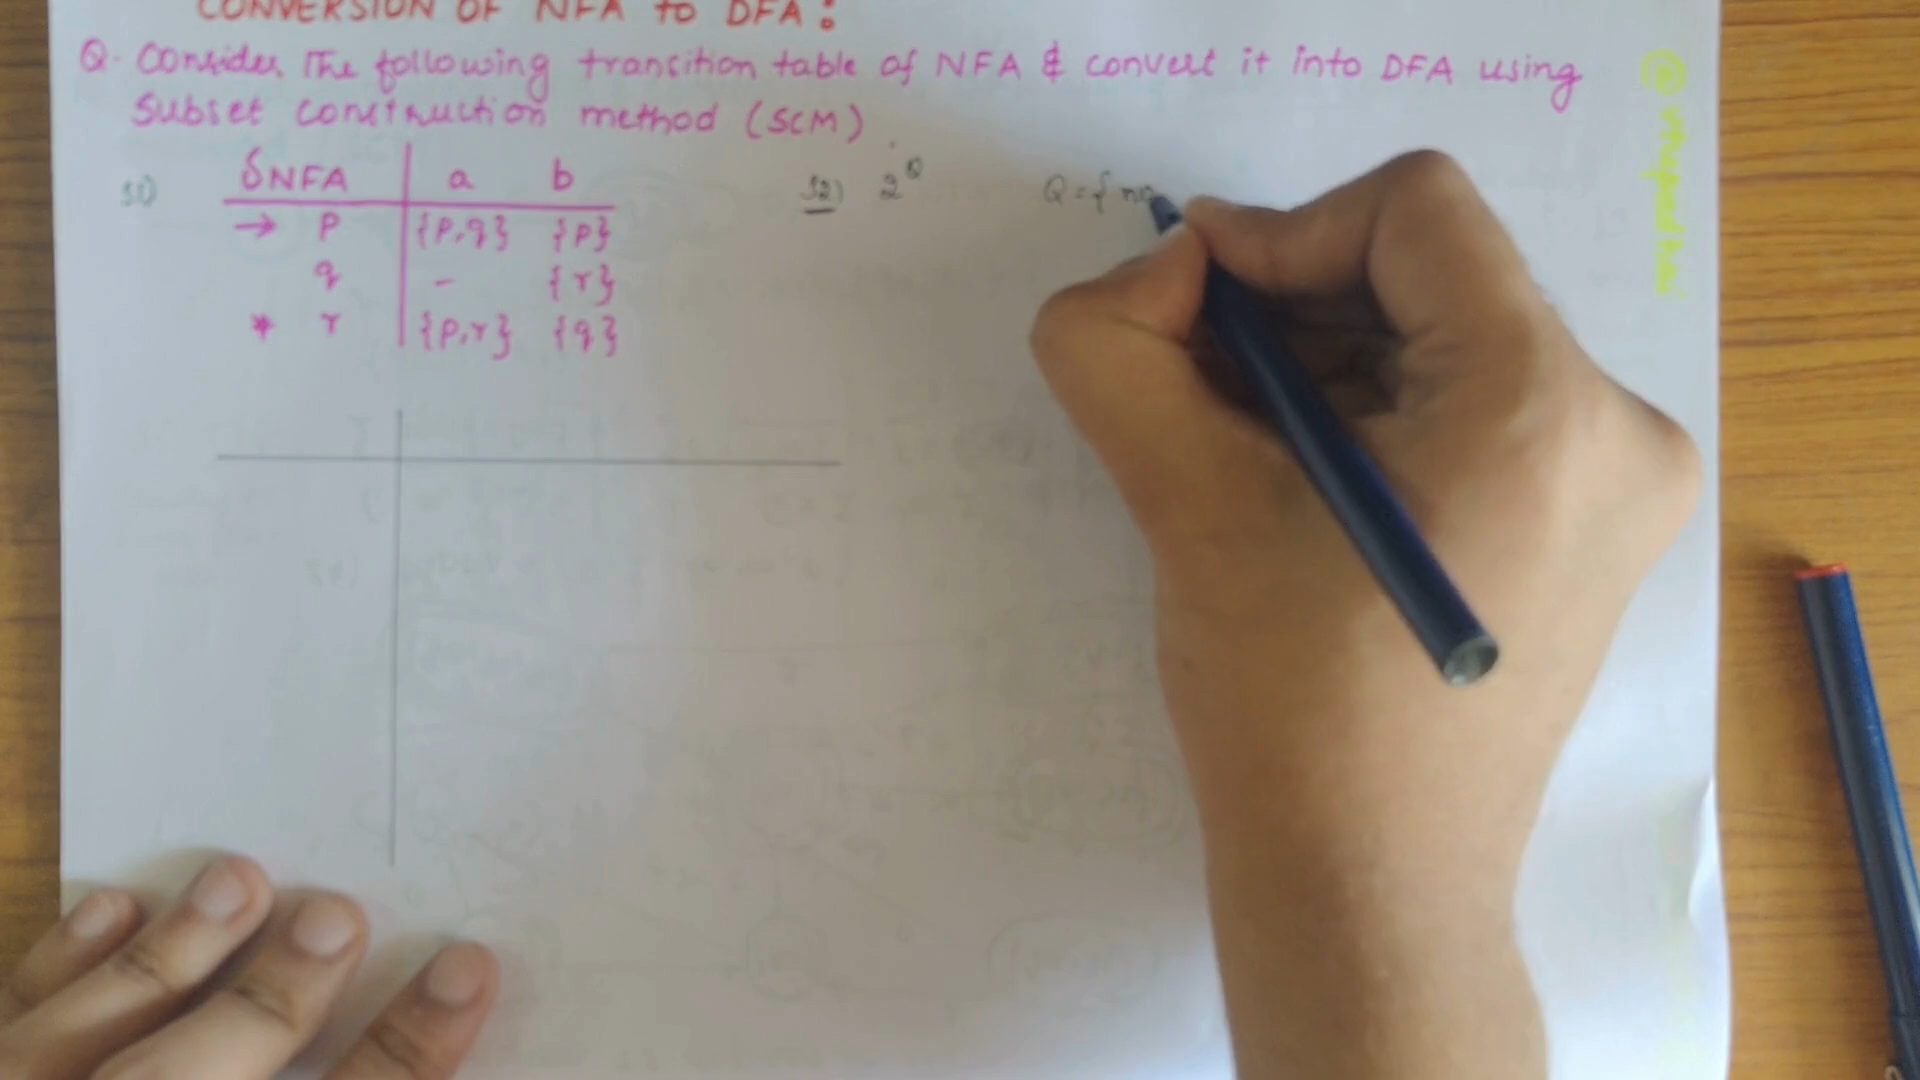 CONVERSION OF NFA to DFA:
Q. Consider The following transition table of NFA & convert it into DFA using
Subset construction method (SCM)
S1) δNFA a b
→ p {p,q} {p}
q - {r}
* r {p,r} {q}
S2) 2^Q Q={ no